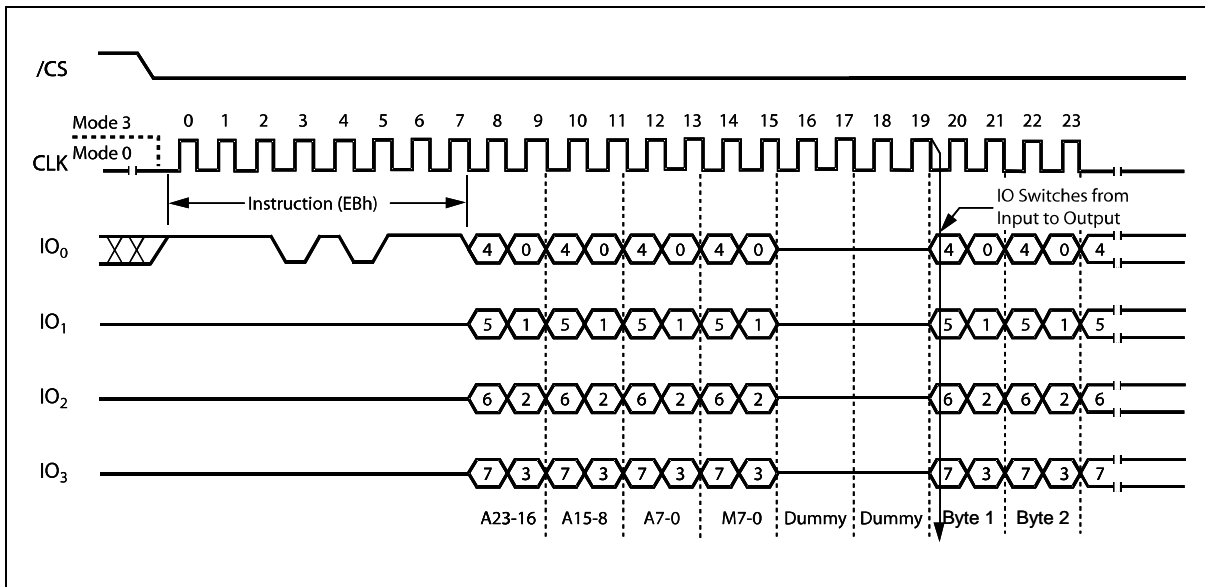 /CS
Mode 3
0 1 2 3 4 5 6 7 8 9 10 11 12 13 14 15 16 17 18 19 20 21 22 23
Mode 0
CLK
Instruction (EBh)
IO Switches from
Input to Output
IO0 4 0 4 0 4 0 4 0 4 0 4 0 4
IO1 5 1 5 1 5 1 5 1 5 1 5 1 5
IO2 6 2 6 2 6 2 6 2 6 2 6 2 6
IO3 7 3 7 3 7 3 7 3 7 3 7 3 7
A23-16 A15-8 A7-0 M7-0 Dummy Dummy Byte 1 Byte 2